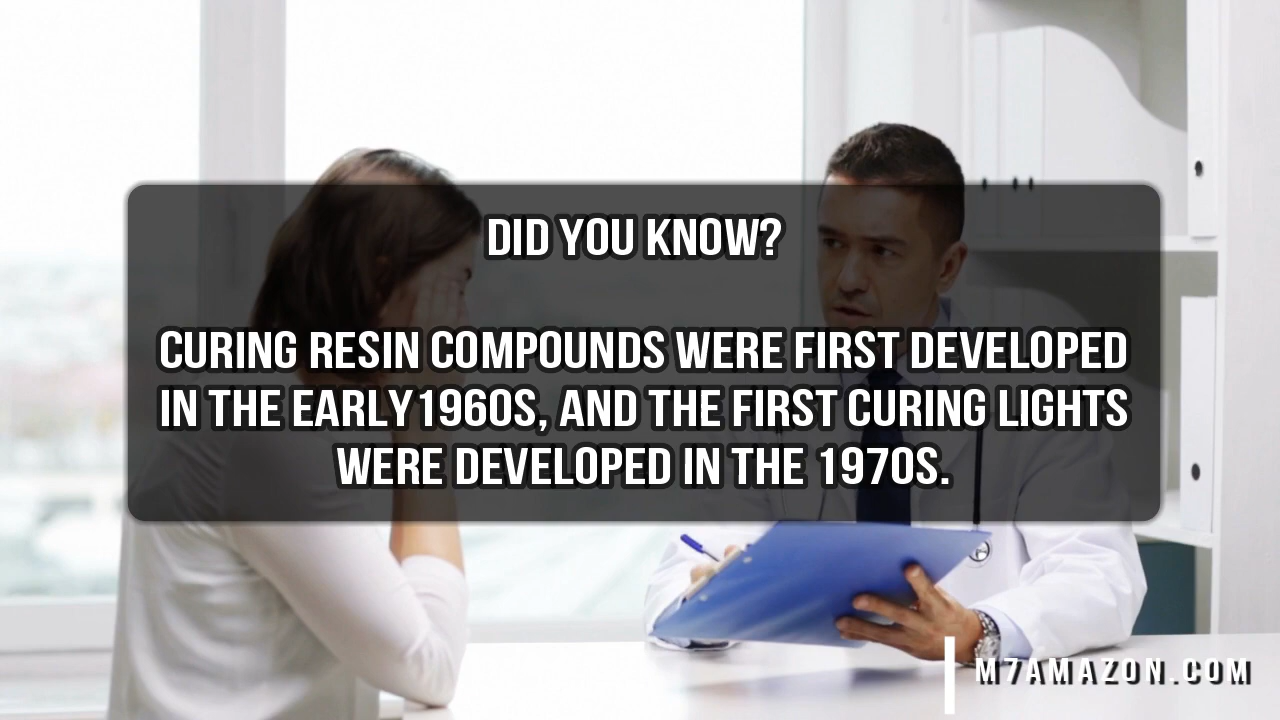 DID YOU KNOW?
CURING RESIN COMPOUNDS WERE FIRST DEVELOPED
IN THE EARLY1960S, AND THE FIRST CURING LIGHTS
WERE DEVELOPED IN THE 1970S.
M7AMAZON.COM